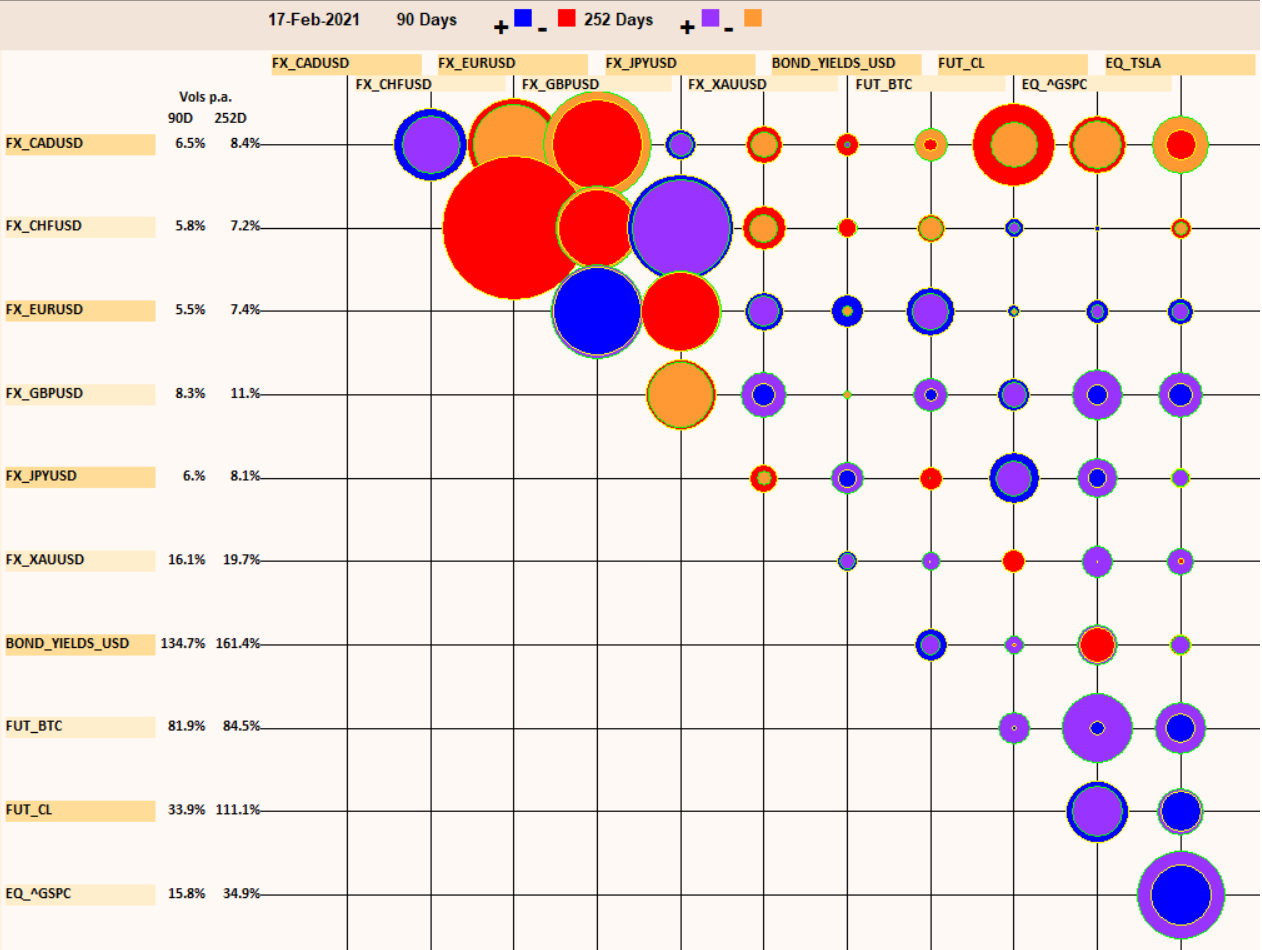 17-Feb-2021 90 Days + - 252 Days + -
FX_CADUSD FX_EURUSD FX_JPYUSD BOND_YIELDS_USD FUT_CL EQ_TSLA
FX_CHFUSD FX_GBPUSD FX_XAUUSD FUT_BTC EQ_^GSPC
Vols p.a.
90D 252D
FX_CADUSD 6.5% 8.4%
FX_CHFUSD 5.8% 7.2%
FX_EURUSD 5.5% 7.4%
FX_GBPUSD 8.3% 11.%
FX_JPYUSD 6.% 8.1%
FX_XAUUSD 16.1% 19.7%
BOND_YIELDS_USD 134.7% 161.4%
FUT_BTC 81.9% 84.5%
FUT_CL 33.9% 111.1%
EQ_^GSPC 15.8% 34.9%